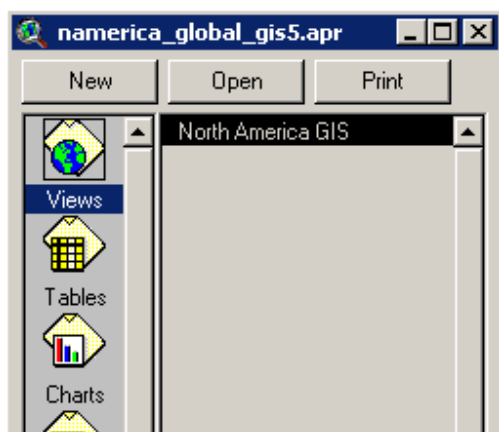 namerica_global_gis5.apr
New Open Print
North America GIS
Views
Tables
Charts